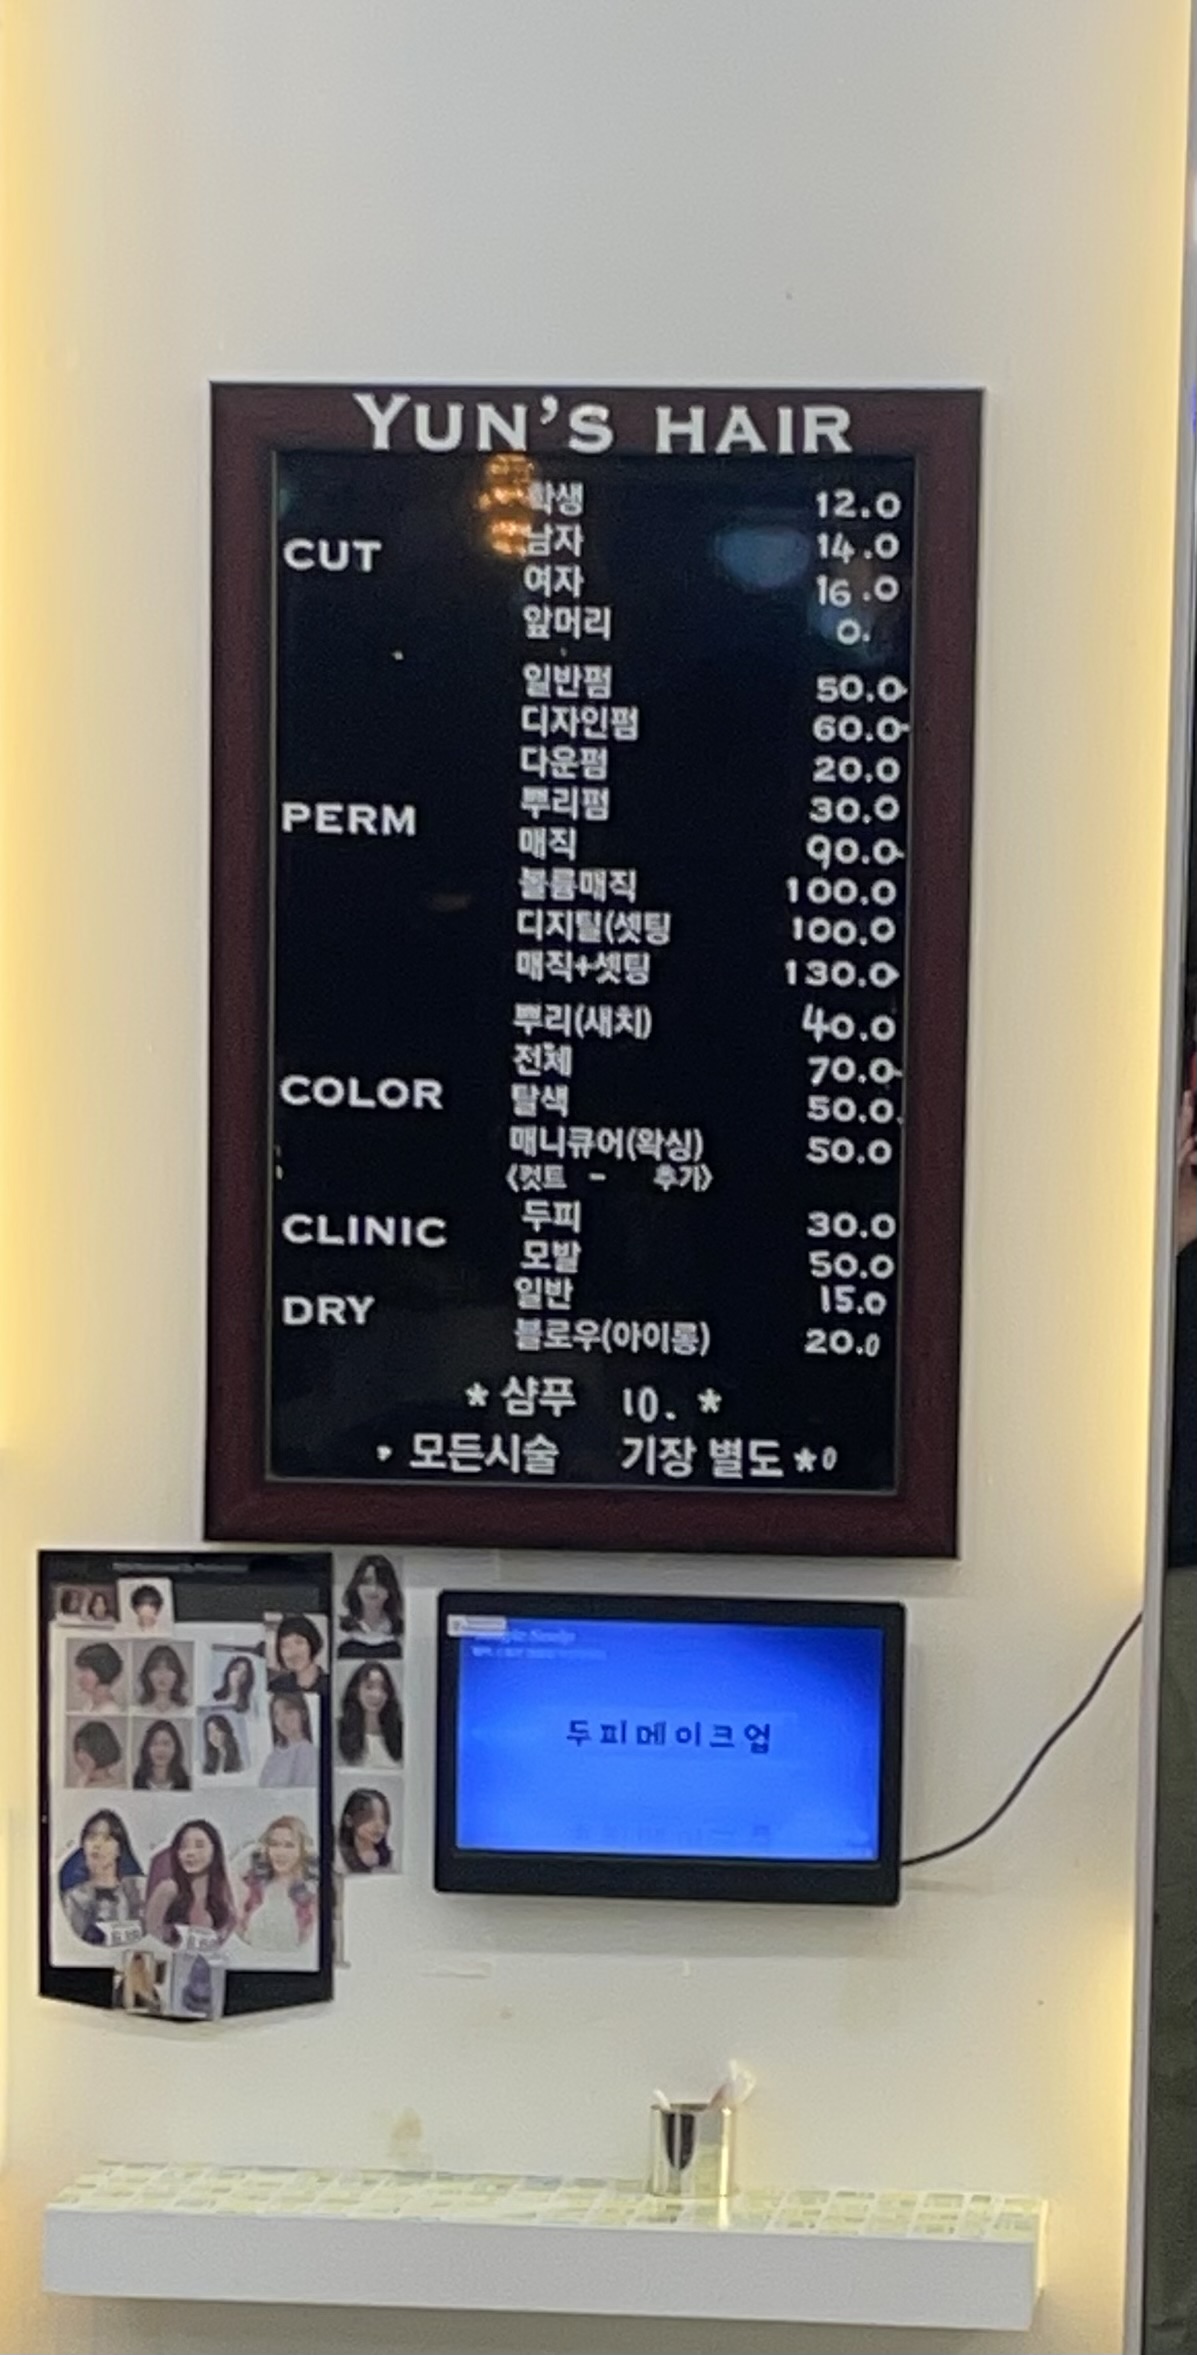 YUN'S HAIR
CUT
학생 12.0
남자 14.0
여자 16.0
앞머리 0.
PERM
일반펌 50.0
디자인펌 60.0
다운펌 20.0
뿌리펌 30.0
매직 90.0
볼륨매직 100.0
디지털(셋팅 100.0
매직+셋팅 130.0
COLOR
뿌리(새치) 40.0
전체 70.0
탈색 50.0
매니큐어(왁싱) 50.0
<컷트 - 추가>
CLINIC
두피 30.0
모발 50.0
DRY
일반 15.0
블로우(아이롱) 20.0
* 샴푸 10. *
모든시술 기장 별도 *0
두피메이크업